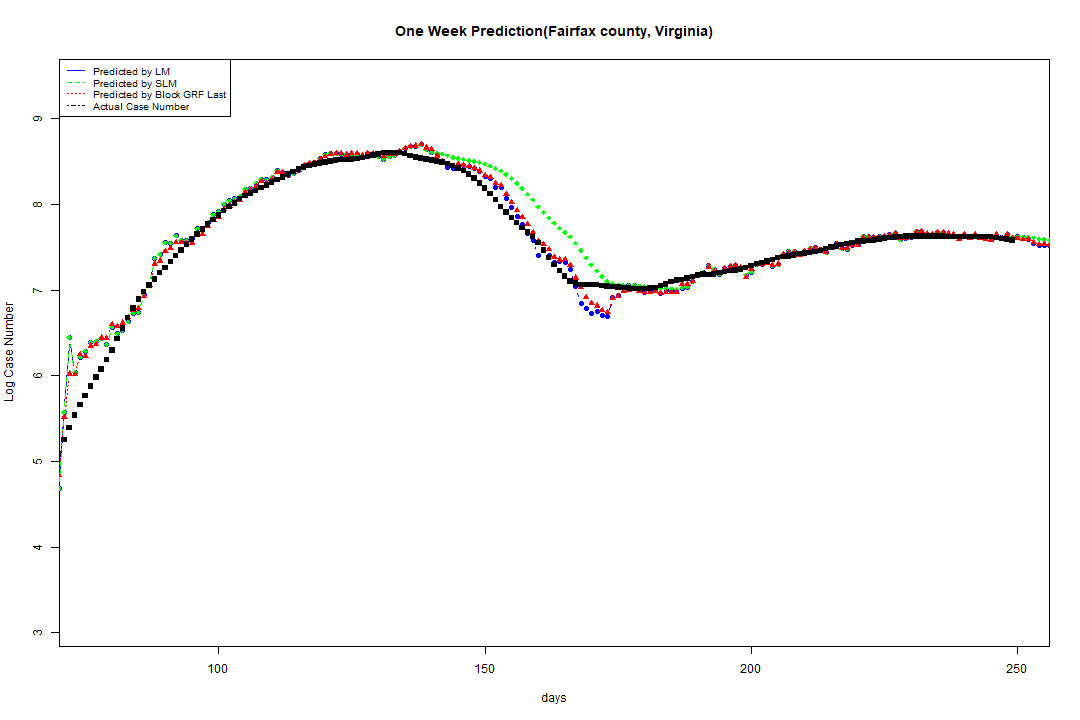 One Week Prediction(Fairfax county, Virginia)
Predicted by LM
Predicted by SLM
Predicted by Block GRF Last
Actual Case Number
9
8
7
6
5
4
3
Log Case Number
100 150 200 250
days